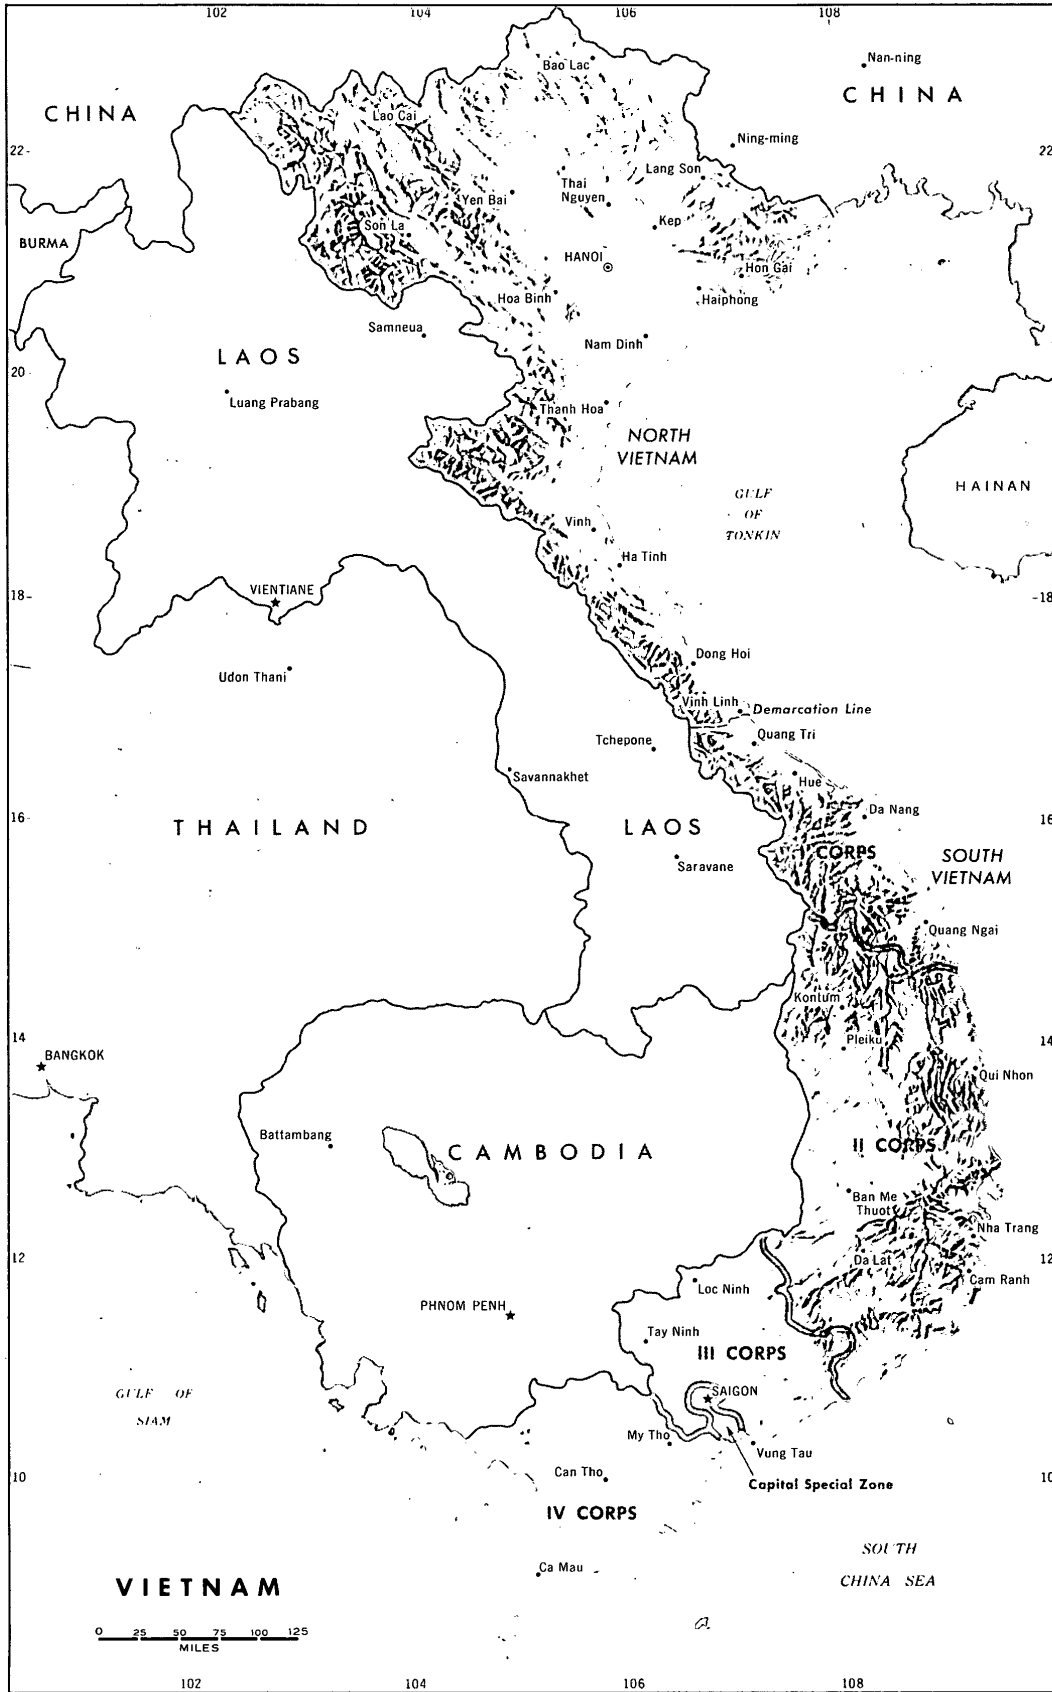 102 104 106 108
Nan-ning
Bao Lac
CHINA
CHINA
Lao Cai
Ning-ming
22
22
Lang Son
Thai
Nguyen
Yen Bai
Kep
Son La
BURMA
HANOI
Hon Gai
Hoa Binh
Haiphong
Samneua
Nam Dinh
LAOS
20
Luang Prabang
Thanh Hoa
NORTH
VIETNAM
HAINAN
GULF
OF
TONKIN
Vinh
Ha Tinh
VIENTIANE
18
18
Dong Hoi
Udon Thani
Vinh Linh
Demarcation Line
Quang Tri
Tchepone
Savannakhet
Hue
Da Nang
16
16
THAILAND
LAOS
I CORPS
SOUTH
VIETNAM
Saravane
Quang Ngai
Kontum
14
14
Pleiku
BANGKOK
Qui Nhon
Battambang
CAMBODIA
II CORPS
Ban Me
Thuot
Nha Trang
12
12
Da Lat
Cam Ranh
Loc Ninh
PHNOM PENH
Tay Ninh
III CORPS
SAIGON
GULF OF
SIAM
My Tho
Vung Tau
10
10
Can Tho
Capital Special Zone
IV CORPS
SOUTH
CHINA SEA
Ca Mau
VIETNAM
0 25 50 75 100 125
MILES
102 104 106 108